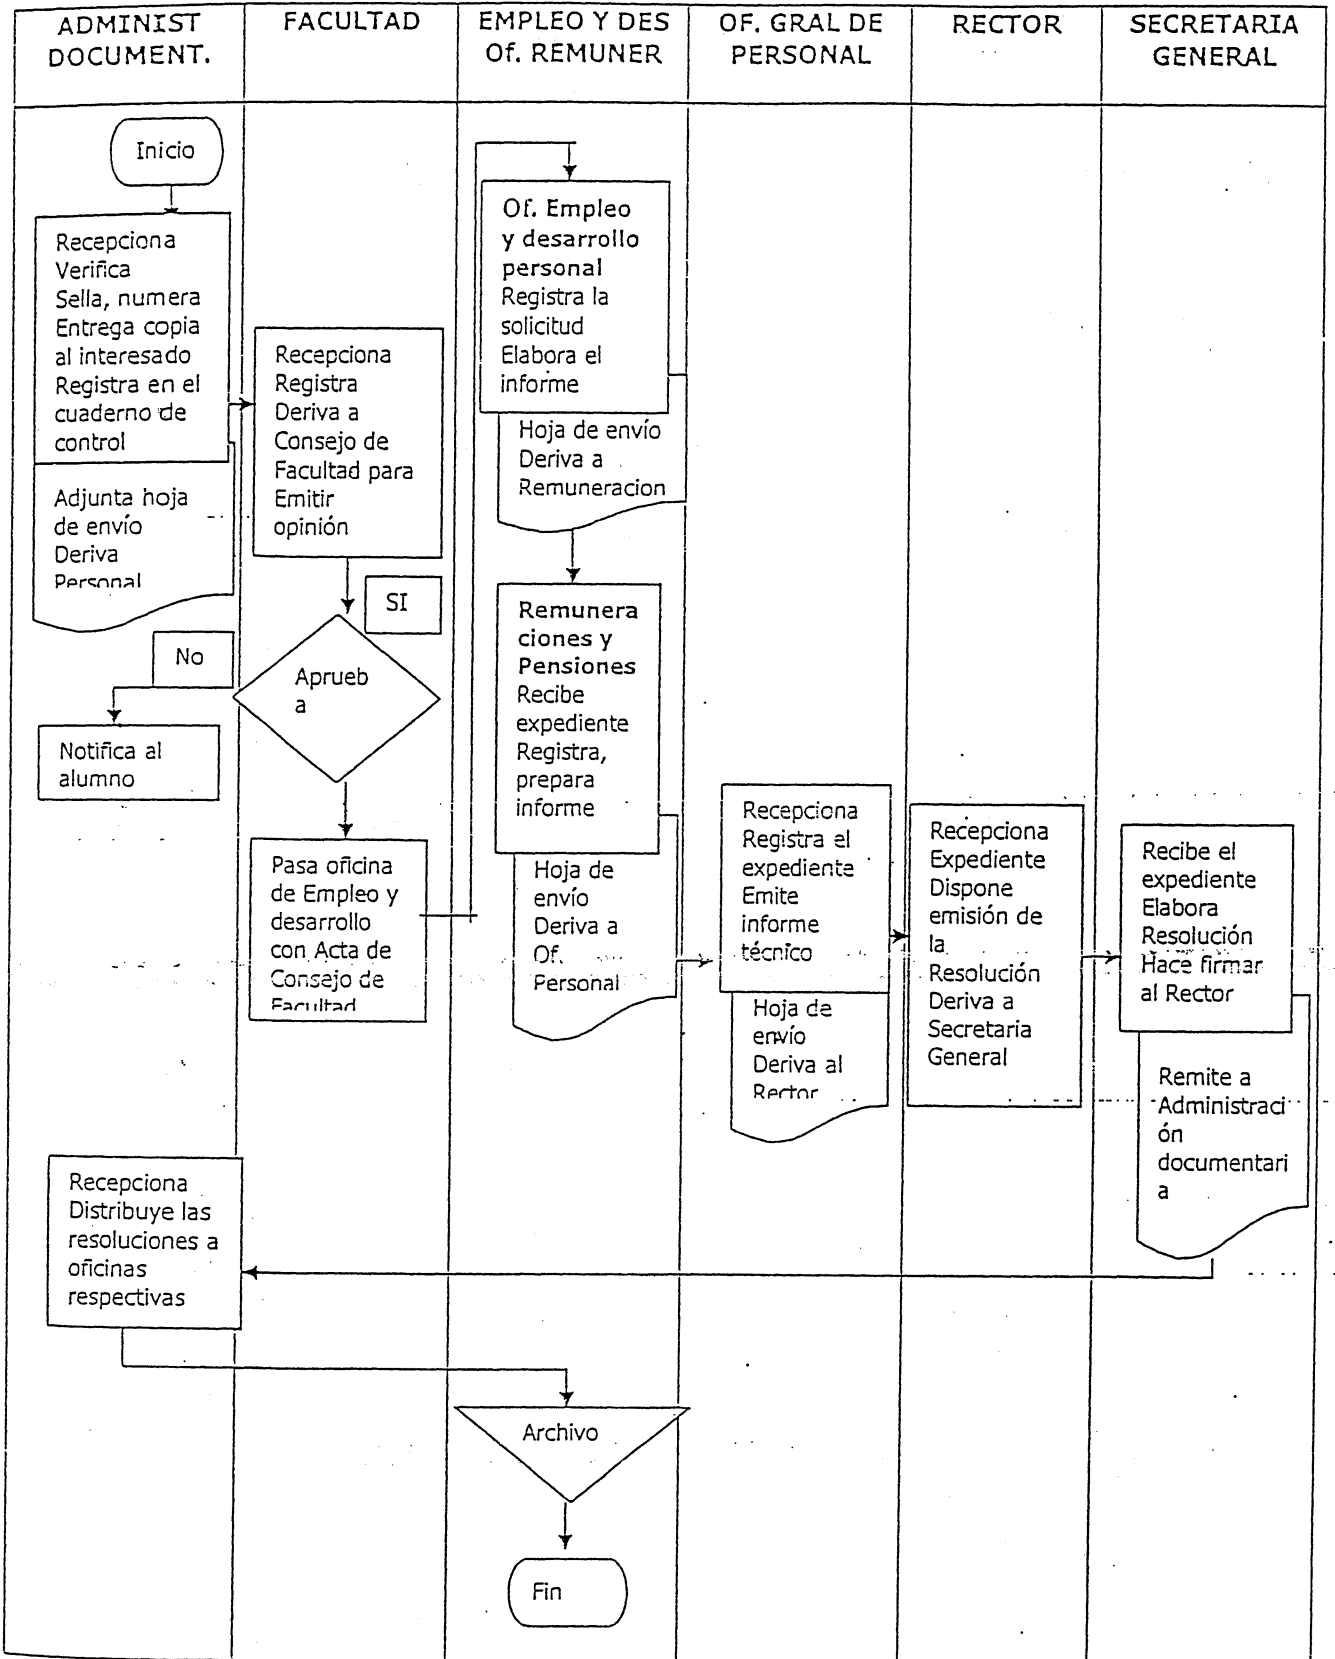 ADMINIST
DOCUMENT.
FACULTAD
EMPLEO Y DES
Of. REMUNER
OF. GRAL DE
PERSONAL
RECTOR
SECRETARIA
GENERAL
Inicio
Recepciona
Verifica
Sella, numera
Entrega copia
al interesado
Registra en el
cuaderno de
control
Adjunta hoja
de envío
Deriva
Personal
No
Notifica al
alumno
Recepciona
Registra
Deriva a
Consejo de
Facultad para
Emitir
opinión
SI
Aprueb
a
Pasa oficina
de Empleo y
desarrollo
con Acta de
Consejo de
Facultad
Of. Empleo
y desarrollo
personal
Registra la
solicitud
Elabora el
informe
Hoja de envío
Deriva a
Remuneracion
Remunera
ciones y
Pensiones
Recibe
expediente
Registra,
prepara
informe
Hoja de
envío
Deriva a
Of.
Personal
Recepciona
Registra el
expediente
Emite
informe
técnico
Hoja de
envío
Deriva al
Rector
Recepciona
Expediente
Dispone
emisión de
la
Resolución
Deriva a
Secretaria
General
Recibe el
expediente
Elabora
Resolución
Hace firmar
al Rector
Remite a
Administraci
ón
documentari
a
Recepciona
Distribuye las
resoluciones a
oficinas
respectivas
Archivo
Fin